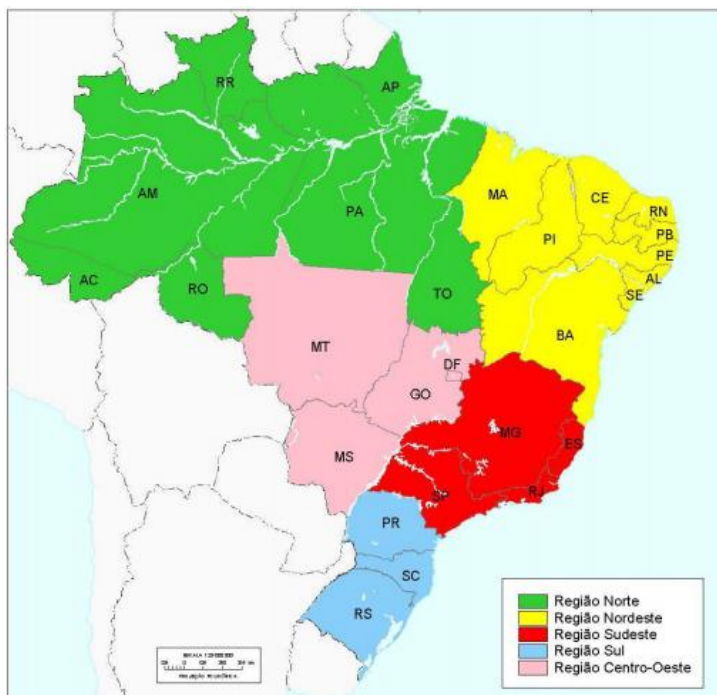 RR
AP
AM
PA
MA
CE
RN
PB
PE
AL
SE
PI
AC
RO
TO
BA
MT
DF
GO
MG
ES
MS
SP
RJ
PR
SC
RS
Região Norte
Região Nordeste
Região Sudeste
Região Sul
Região Centro-Oeste